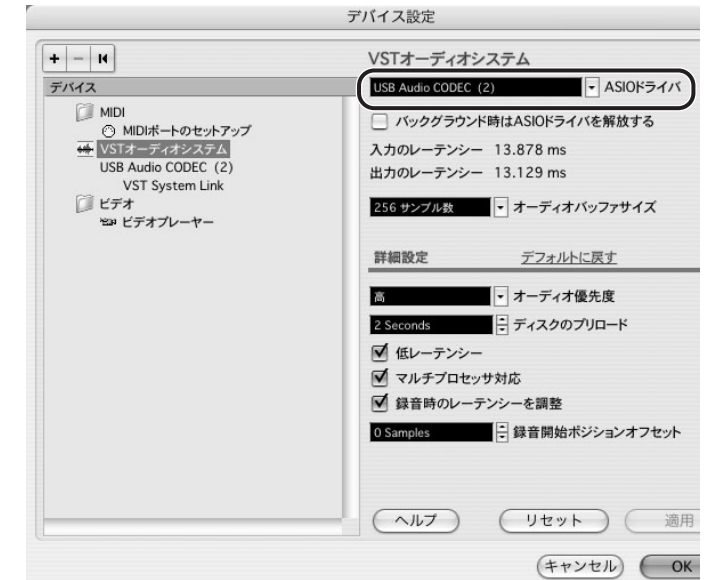 デバイス設定
+ − I◀
デバイス
MIDI
MIDIポートのセットアップ
VSTオーディオシステム
USB Audio CODEC (2)
VST System Link
ビデオ
ビデオプレーヤー
VSTオーディオシステム
USB Audio CODEC (2) ASIOドライバ
バックグラウンド時はASIOドライバを解放する
入力のレーテンシー 13.878 ms
出力のレーテンシー 13.129 ms
256 サンプル数 オーディオバッファサイズ
詳細設定 デフォルトに戻す
高 オーディオ優先度
2 Seconds ディスクのプリロード
低レーテンシー
マルチプロセッサ対応
録音時のレーテンシーを調整
0 Samples 録音開始ポジションオフセット
ヘルプ リセット 適用
キャンセル OK